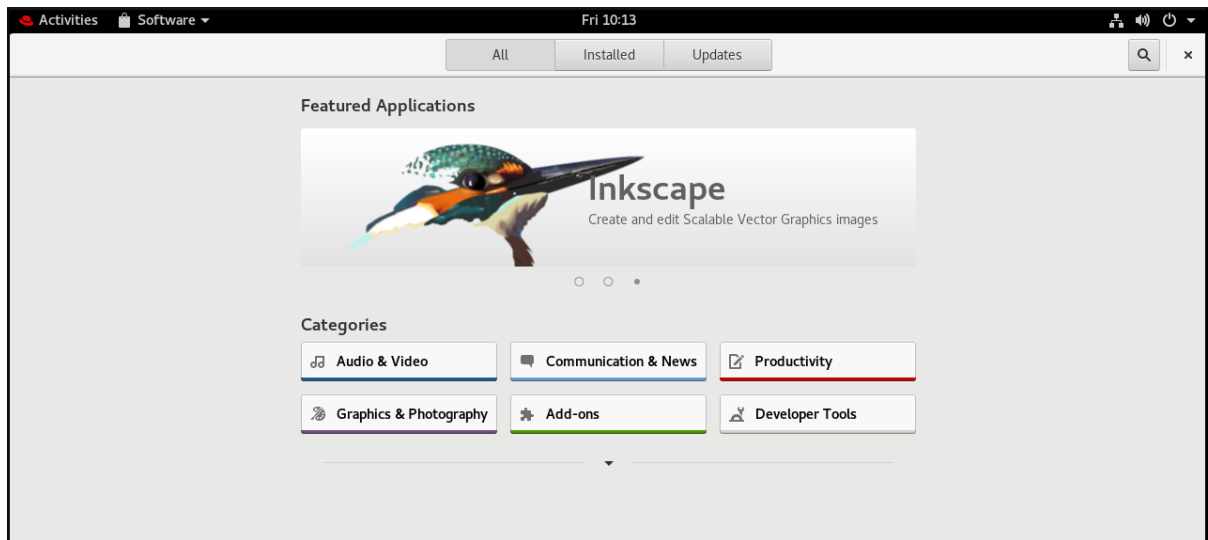 Activities Software Fri 10:13
All Installed Updates
Featured Applications
Inkscape
Create and edit Scalable Vector Graphics images
Categories
Audio & Video Communication & News Productivity
Graphics & Photography Add-ons Developer Tools